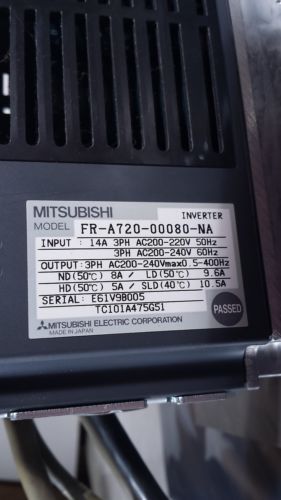 MITSUBISHI INVERTER
MODEL FR-A720-00080-NA
INPUT : 14A 3PH AC200-220V 50Hz
3PH AC200-240V 60Hz
OUTPUT: 3PH AC200-240Vmax0.5-400Hz
ND(50℃) 8A / LD(50℃) 9.6A
HD(50℃) 5A / SLD(40℃) 10.5A
SERIAL: E61V9B005
TC101A475G51
PASSED
MITSUBISHI ELECTRIC CORPORATION
MADE IN JAPAN